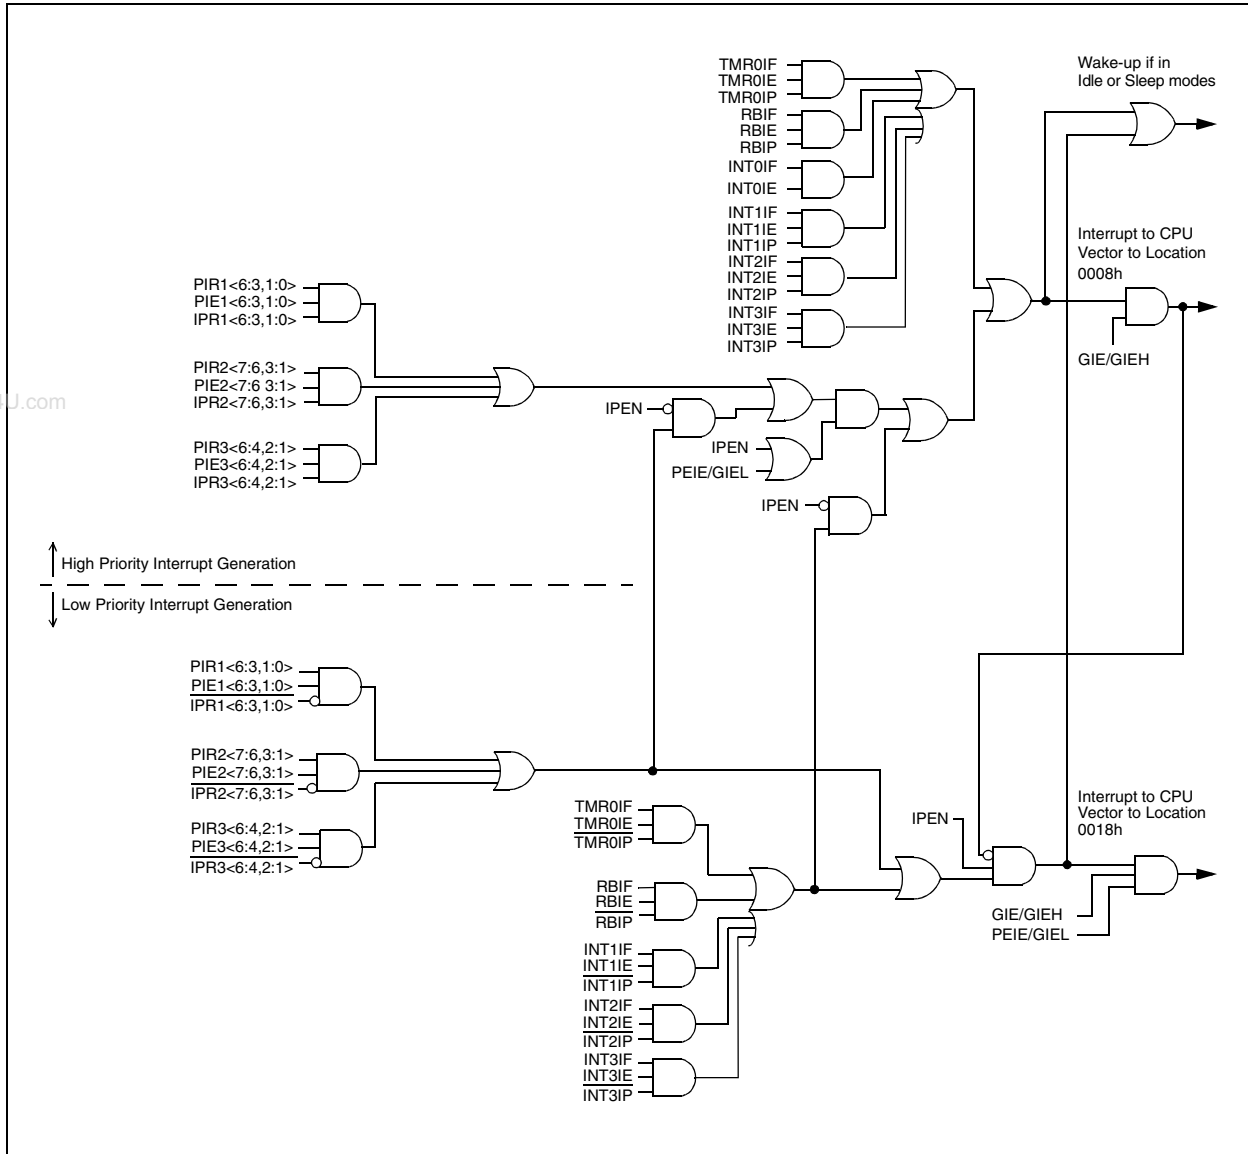 TMR0IF
TMR0IE
TMR0IP
RBIF
RBIE
RBIP
INT0IF
INT0IE
INT1IF
INT1IE
INT1IP
INT2IF
INT2IE
INT2IP
INT3IF
INT3IE
INT3IP
Wake-up if in
Idle or Sleep modes
Interrupt to CPU
Vector to Location
0008h
GIE/GIEH
PIR1<6:3,1:0>
PIE1<6:3,1:0>
IPR1<6:3,1:0>
PIR2<7:6,3:1>
PIE2<7:6 3:1>
IPR2<7:6,3:1>
PIR3<6:4,2:1>
PIE3<6:4,2:1>
IPR3<6:4,2:1>
U.com
IPEN
IPEN
PEIE/GIEL
IPEN
High Priority Interrupt Generation
Low Priority Interrupt Generation
PIR1<6:3,1:0>
PIE1<6:3,1:0>
IPR1<6:3,1:0>
PIR2<7:6,3:1>
PIE2<7:6,3:1>
IPR2<7:6,3:1>
PIR3<6:4,2:1>
PIE3<6:4,2:1>
IPR3<6:4,2:1>
TMR0IF
TMR0IE
TMR0IP
RBIF
RBIE
RBIP
INT1IF
INT1IE
INT1IP
INT2IF
INT2IE
INT2IP
INT3IF
INT3IE
INT3IP
IPEN
Interrupt to CPU
Vector to Location
0018h
GIE/GIEH
PEIE/GIEL